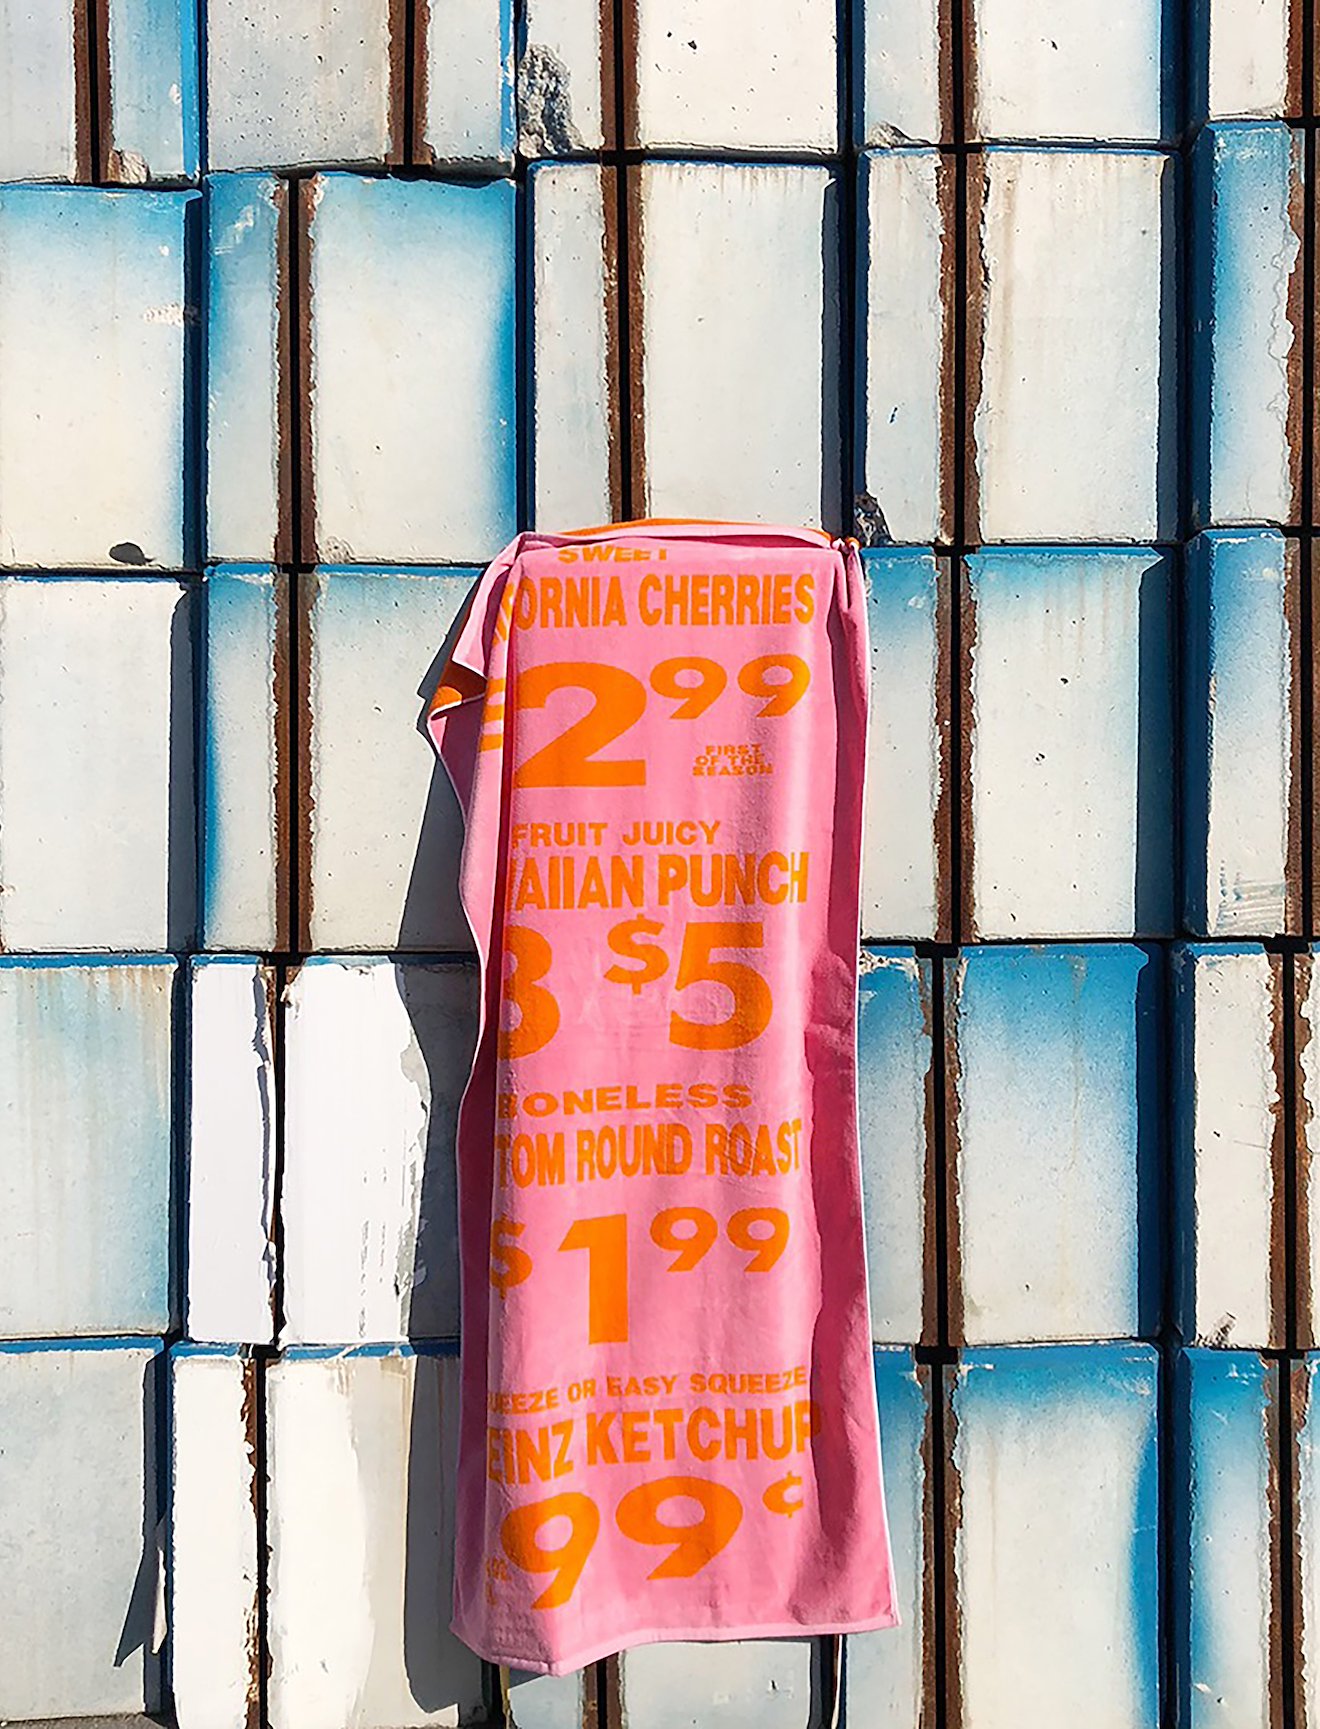 SWEET
FORNIA CHERRIES
$2 99
FIRST
OF THE
SEASON
FRUIT JUICY
AIIAN PUNCH
3 $5
BONELESS
TOM ROUND ROAST
$1 99
UEEZE OR EASY SQUEEZE
EINZ KETCHUP
99¢